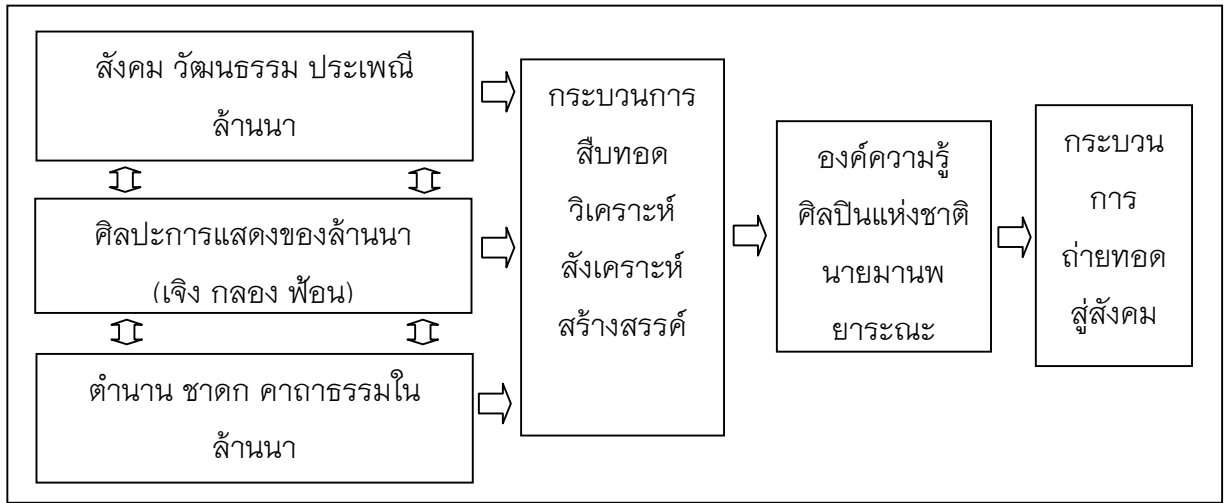 สังคม วัฒนธรรม ประเพณี
ล้านนา
ศิลปะการแสดงของล้านนา
(เจิง กลอง ฟ้อน)
ตำนาน ชาดก คาถาธรรมใน
ล้านนา
กระบวนการ
สืบทอด
วิเคราะห์
สังเคราะห์
สร้างสรรค์
องค์ความรู้
ศิลปินแห่งชาติ
นายมานพ
ยาระณะ
กระบวน
การ
ถ่ายทอด
สู่สังคม